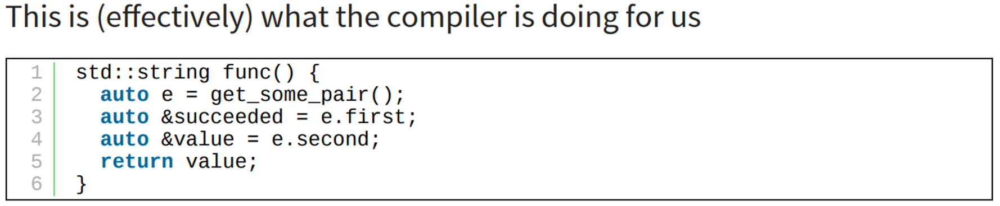 This is (effectively) what the compiler is doing for us
1 std::string func() {
2 auto e = get_some_pair();
3 auto &succeeded = e.first;
4 auto &value = e.second;
5 return value;
6 }